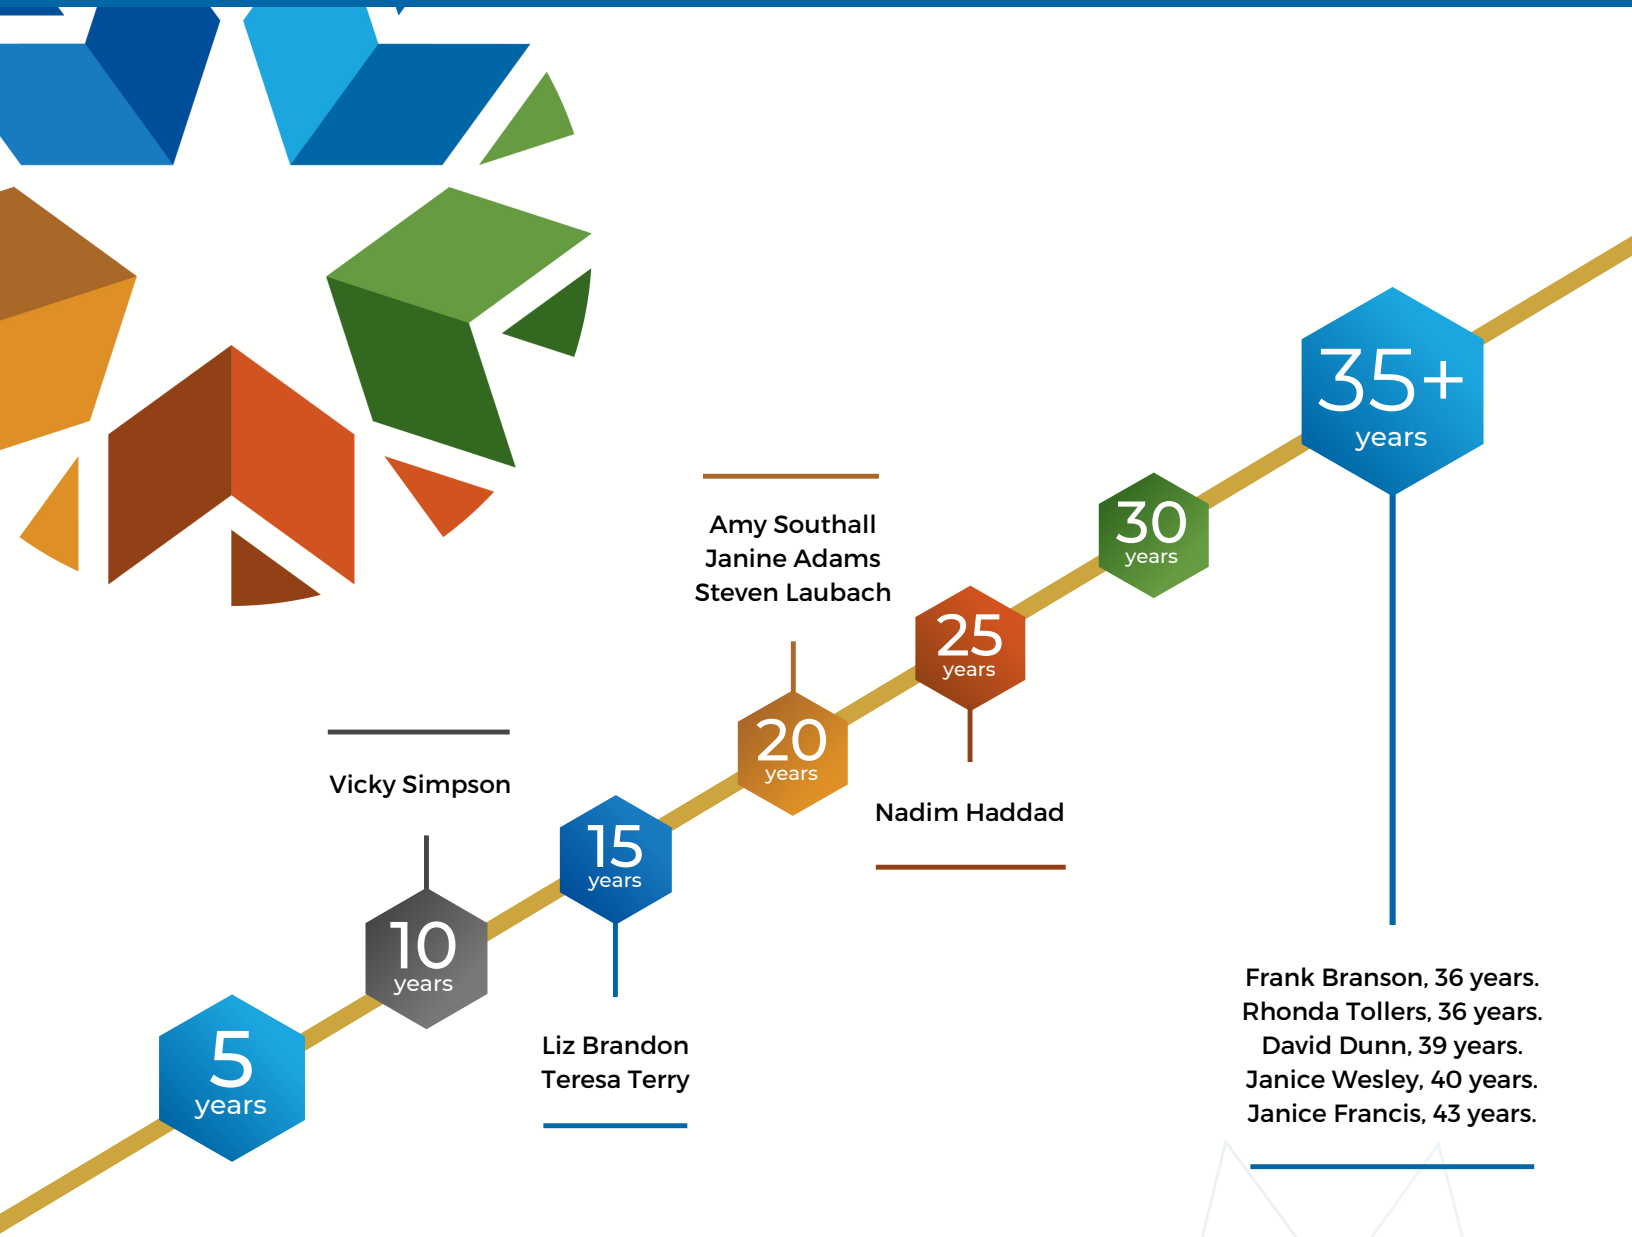 35+
years
30
years
Amy Southall
Janine Adams
Steven Laubach
25
years
20
years
Vicky Simpson
Nadim Haddad
15
years
10
years
Frank Branson, 36 years.
Rhonda Tollers, 36 years.
David Dunn, 39 years.
Janice Wesley, 40 years.
Janice Francis, 43 years.
Liz Brandon
Teresa Terry
5
years